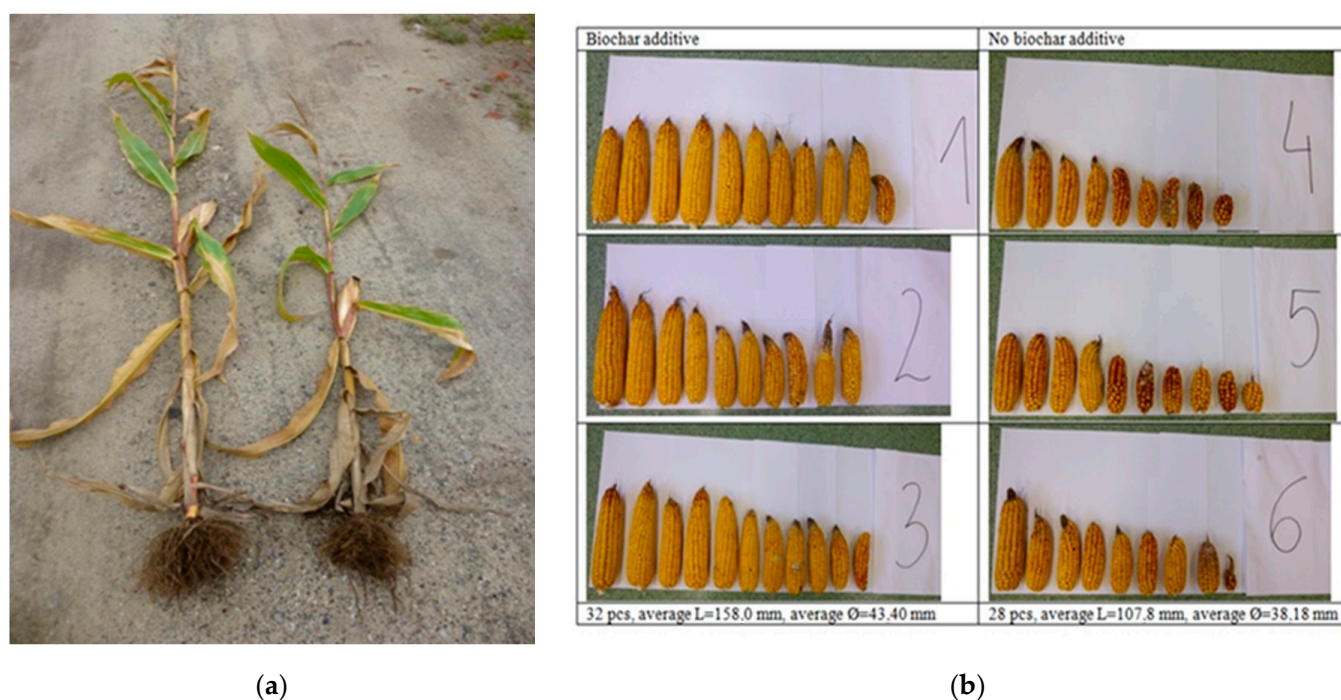 Biochar additive
No biochar additive
1
4
2
5
3
6
32 pcs, average L=158,0 mm, average Ø=43,40 mm
28 pcs, average L=107,8 mm, average Ø=38,18 mm
(a)
(b)